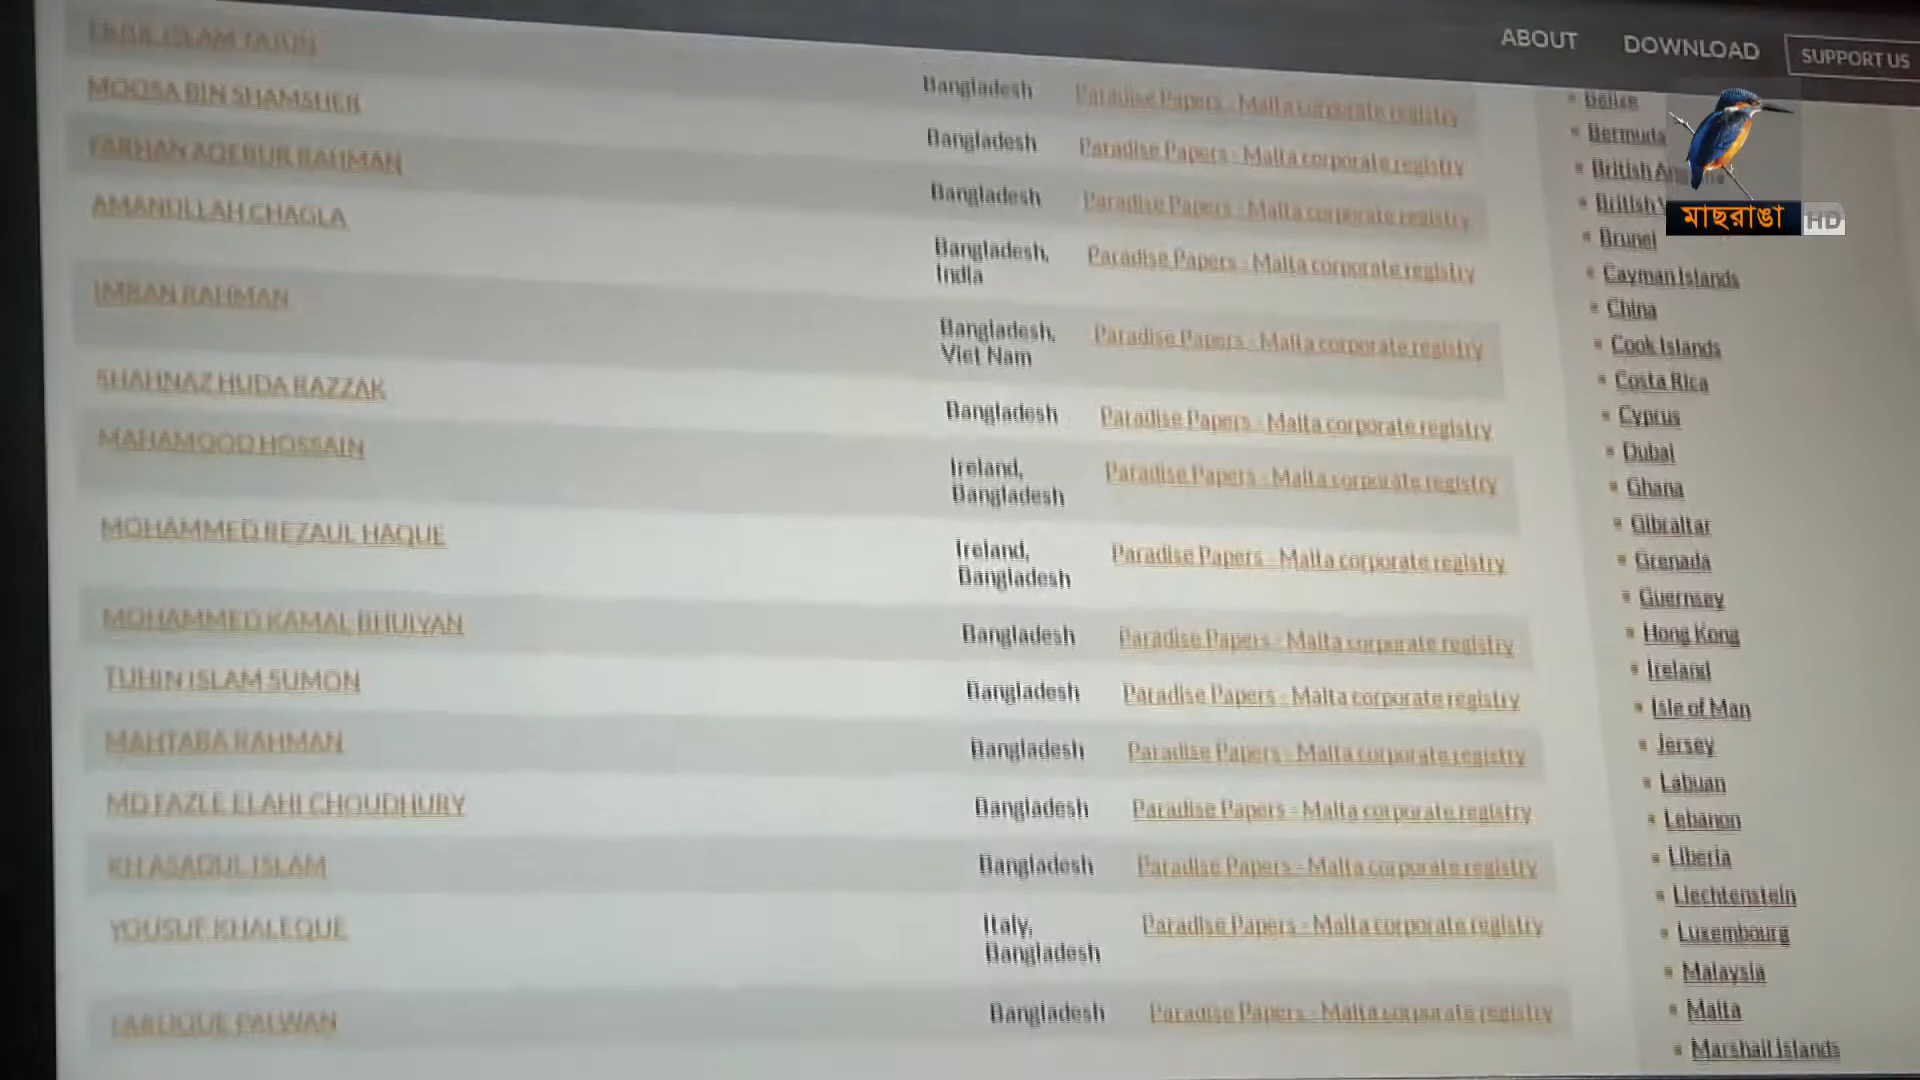 ABOUT DOWNLOAD SUPPORT US
ISLAM
MOOSA BIN SHAMSHER Bangladesh Paradise Papers - Malta corporate registry
FARHAN AQEBUR RAHMAN Bangladesh Paradise Papers - Malta corporate registry
AMANULLAH CHAGLA Bangladesh Paradise Papers - Malta corporate registry
Bangladesh,
India Paradise Papers - Malta corporate registry
IMRAN RAHMAN
Bangladesh,
Viet Nam Paradise Papers - Malta corporate registry
SHAHNAZ HUDA RAZZAK
Bangladesh Paradise Papers - Malta corporate registry
MAHAMOOD HOSSAIN
Ireland,
Bangladesh Paradise Papers - Malta corporate registry
MOHAMMED REZAUL HAQUE
Ireland,
Bangladesh Paradise Papers - Malta corporate registry
MOHAMMED KAMAL BHUIYAN Bangladesh Paradise Papers - Malta corporate registry
TUHIN ISLAM SUMON Bangladesh Paradise Papers - Malta corporate registry
MAHTABA RAHMAN Bangladesh Paradise Papers - Malta corporate registry
MD FAZLE ELAHI CHOUDHURY Bangladesh Paradise Papers - Malta corporate registry
KH ASADUL ISLAM Bangladesh Paradise Papers - Malta corporate registry
YOUSUF KHALEQUE Italy,
Bangladesh Paradise Papers - Malta corporate registry
FAROQUE PALWAN Bangladesh Paradise Papers - Malta corporate registry
Belize
Bermuda
British
British
Brunei
Cayman Islands
China
Cook Islands
Costa Rica
Cyprus
Dubai
Ghana
Gibraltar
Grenada
Guernsey
Hong Kong
Ireland
Isle of Man
Jersey
Labuan
Lebanon
Liberia
Liechtenstein
Luxembourg
Malaysia
Malta
Marshall Islands
মাছরাঙা HD